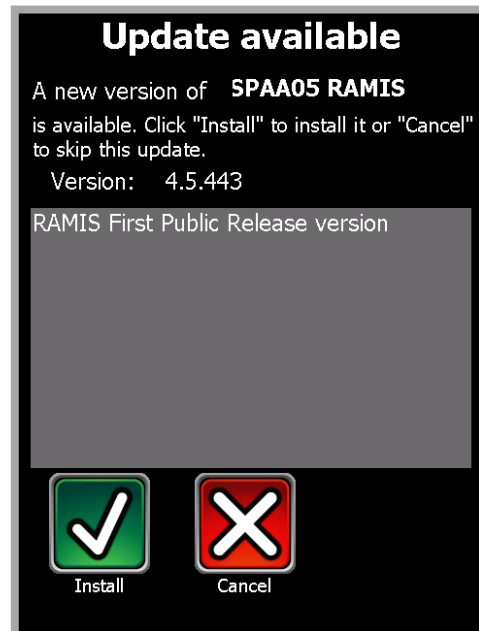 Update available
A new version of SPAA05 RAMIS
is available. Click "Install" to install it or "Cancel"
to skip this update.
Version: 4.5.443
RAMIS First Public Release version
Install Cancel